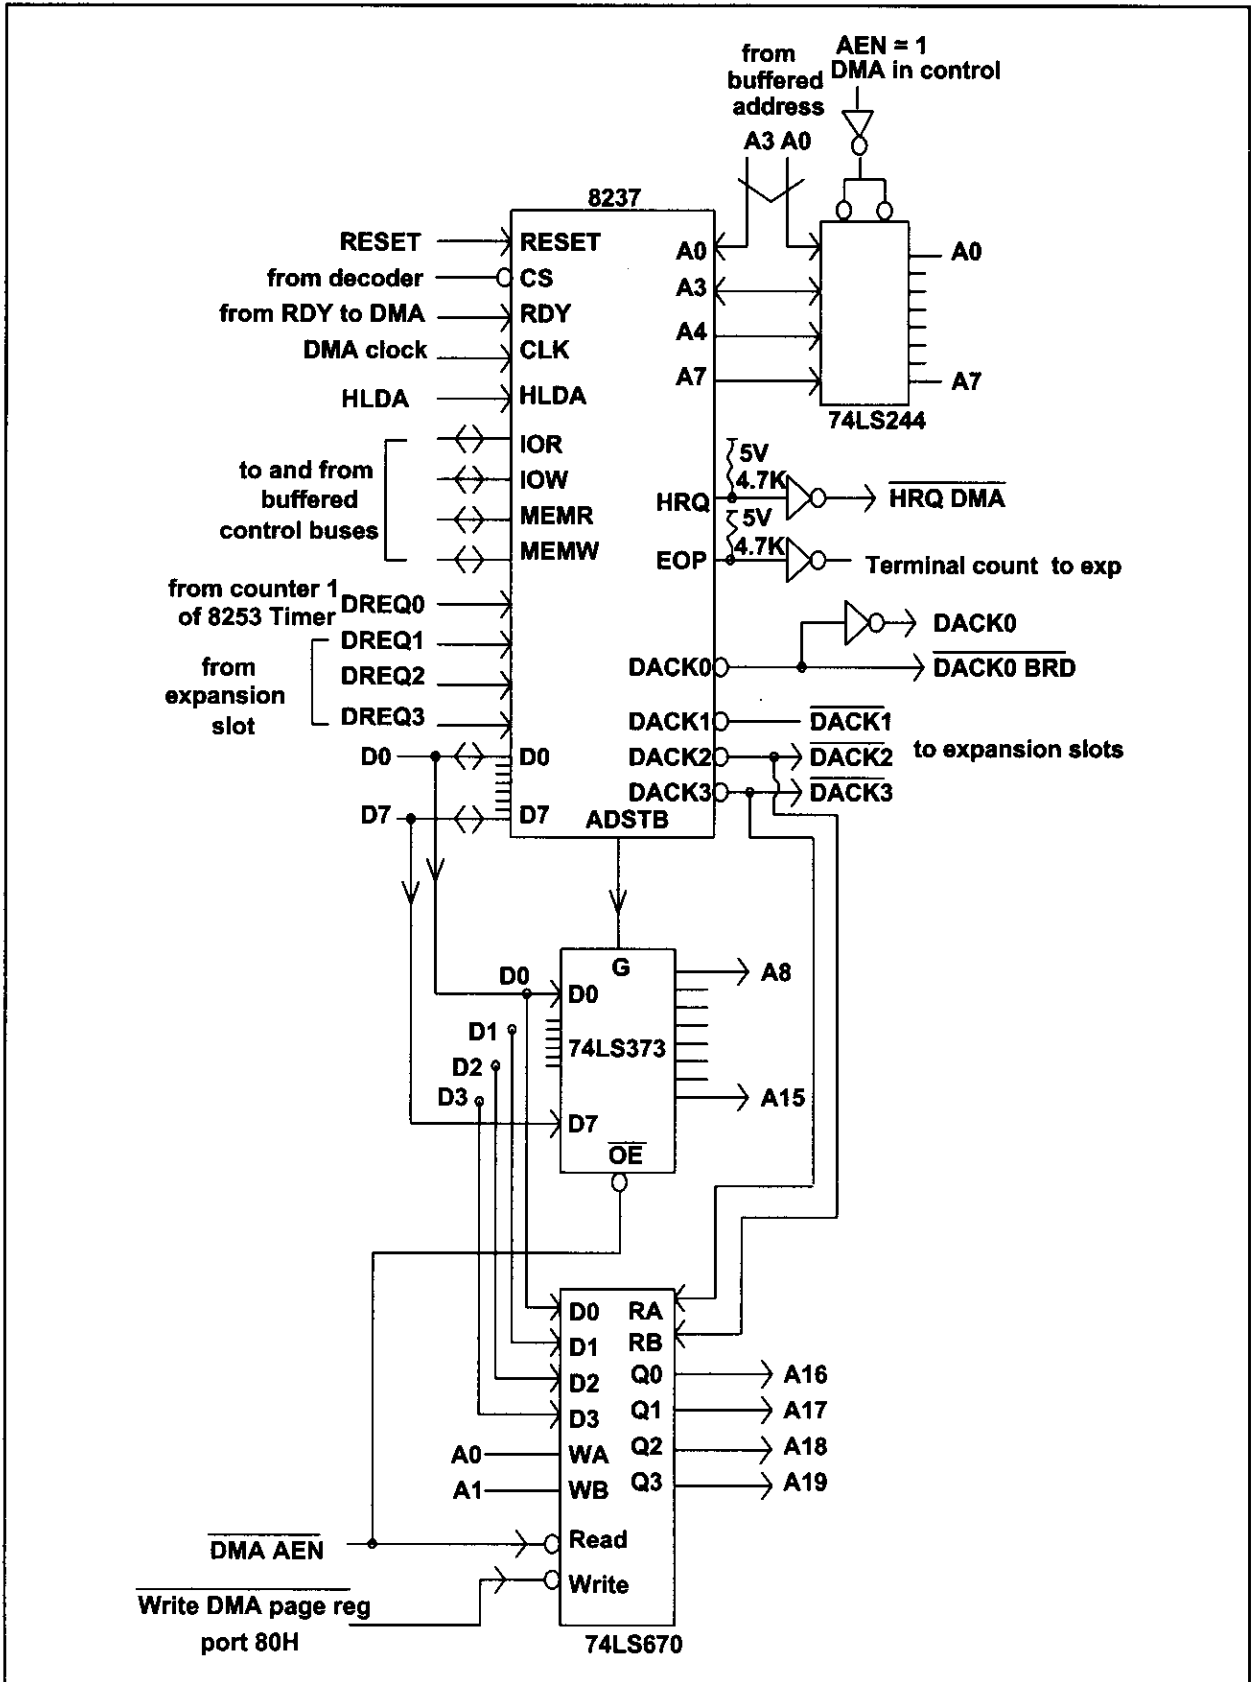 from
buffered
address
AEN = 1
DMA in control
A3 A0
8237
RESET
from decoder
from RDY to DMA
DMA clock
HLDA
to and from
buffered
control buses
from counter 1
of 8253 Timer
DREQ0
DREQ1
DREQ2
DREQ3
from
expansion
slot
D0
D7
RESET
CS
RDY
CLK
HLDA
IOR
IOW
MEMR
MEMW
D0
D7
A0
A3
A4
A7
HRQ
EOP
DACK0
DACK1
DACK2
DACK3
ADSTB
A0
A7
74LS244
5V
4.7K
HRQ DMA
5V
4.7K
Terminal count to exp
DACK0
DACK0 BRD
DACK1
DACK2
DACK3
to expansion slots
D0
D1
D2
D3
G
D0
74LS373
D7
OE
A8
A15
D0
D1
D2
D3
WA
WB
Read
Write
RA
RB
Q0
Q1
Q2
Q3
A16
A17
A18
A19
A0
A1
DMA AEN
Write DMA page reg
port 80H
74LS670